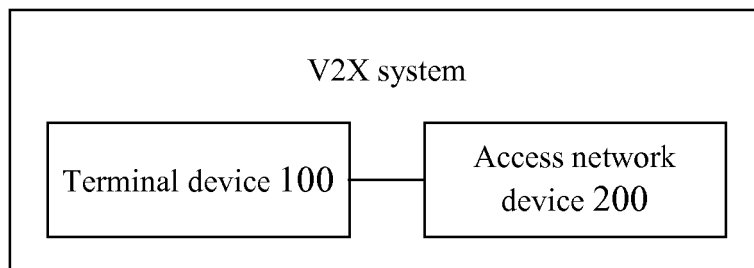 V2X system
Terminal device 100
Access network
device 200